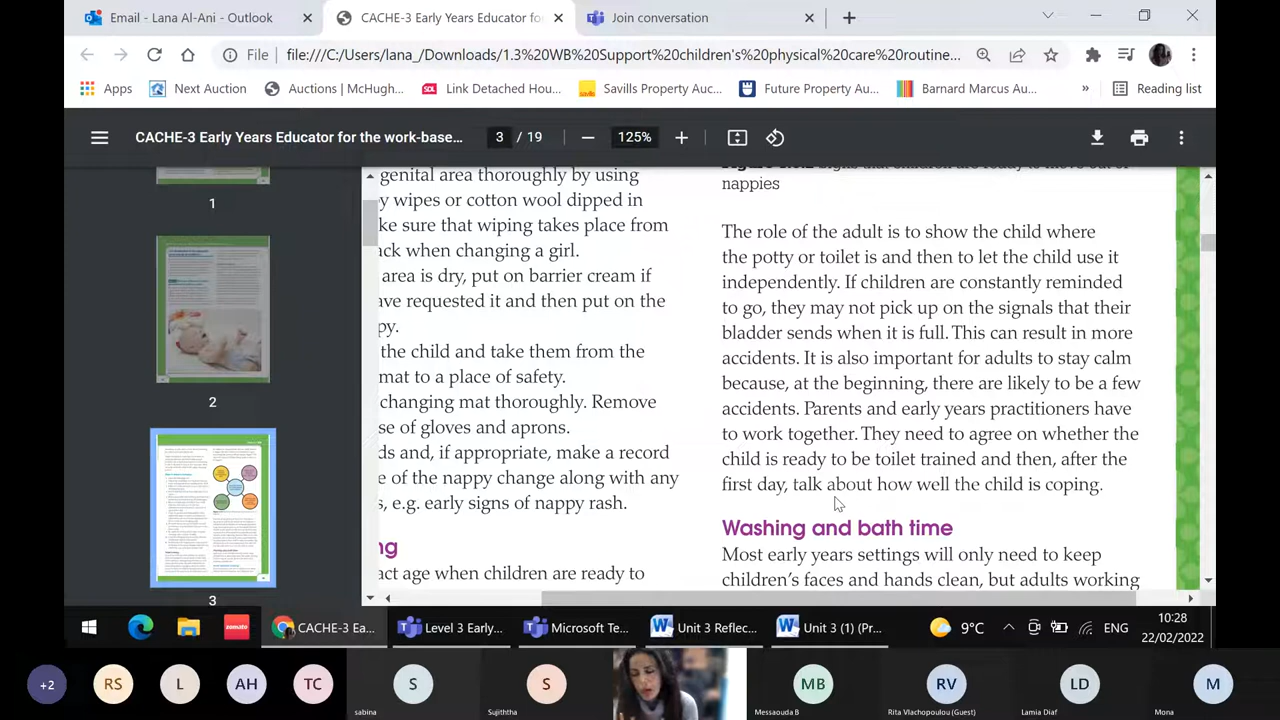 Email - Lana Al-Ani - Outlook
CACHE-3 Early Years Educator fo
Join conversation
File
file:///C:/Users/lana_/Downloads/1.3%20WB%20Support%20children's%20physical%20care%20routine...
Apps
Next Auction
Auctions | McHugh...
SDL
Link Detached Hou...
Savills Property Auc...
Future Property Au...
Barnard Marcus Au...
»
Reading list
CACHE-3 Early Years Educator for the work-base...
3 / 19
125%
1
2
3
genital area thoroughly by using
y wipes or cotton wool dipped in
ke sure that wiping takes place from
ack when changing a girl.
area is dry, put on barrier cream if
ave requested it and then put on the
py.
the child and take them from the
mat to a place of safety.
changing mat thoroughly. Remove
se of gloves and aprons.
ds and, if appropriate, make a record
e of the nappy change along with any
s, e.g. early signs of nappy rash.
ng
act age when children are ready to
nappies
The role of the adult is to show the child where
the potty or toilet is and then to let the child use it
independently. If children are constantly reminded
to go, they may not pick up on the signals that their
bladder sends when it is full. This can result in more
accidents. It is also important for adults to stay calm
because, at the beginning, there are likely to be a few
accidents. Parents and early years practitioners have
to work together. They need to agree on whether the
child is ready to be toilet trained and then after the
first day, talk about how well the child is coping.
Washing and bath time
Most early years settings will only need to keep
children's faces and hands clean, but adults working
zomato
CACHE-3 Ea...
Level 3 Early...
Microsoft Te...
Unit 3 Reflec...
Unit 3 (1) (Pr...
9°C
ENG
10:28
22/02/2022
+2
RS
L
AH
TC
S
sabina
S
Sujiththa
MB
Messaouda B
RV
Rita Vlachopoulou (Guest)
LD
Lamia Diaf
M
Mona